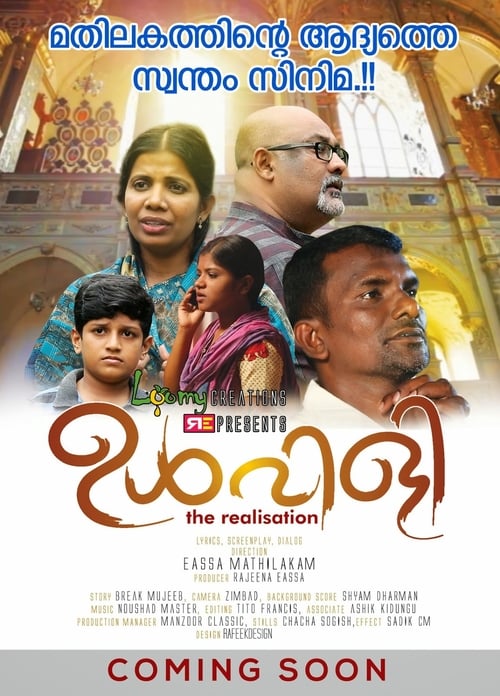 മതിലകത്തിന്റെ ആദ്യത്തെ
സ്വന്തം സിനിമ.!!
Loomy CREATIONS
RE PRESENTS
ഉൾവിളി
the realisation
LYRICS, SCREENPLAY, DIALOG
DIRECTION
EASSA MATHILAKAM
PRODUCER RAJEENA EASSA
STORY BREAK MUJEEB, CAMERA ZIMBAD, BACKGROUND SCORE SHYAM DHARMAN
MUSIC NOUSHAD MASTER, EDITING TITO FRANCIS, ASSOCIATE ASHIK KIDUNGU
PRODUCTION MANAGER MANZOOR CLASSIC, STILLS CHACHA SOGISH,EFFECT SADIK CM
DESIGN RAFEEKDESIGN
COMING SOON